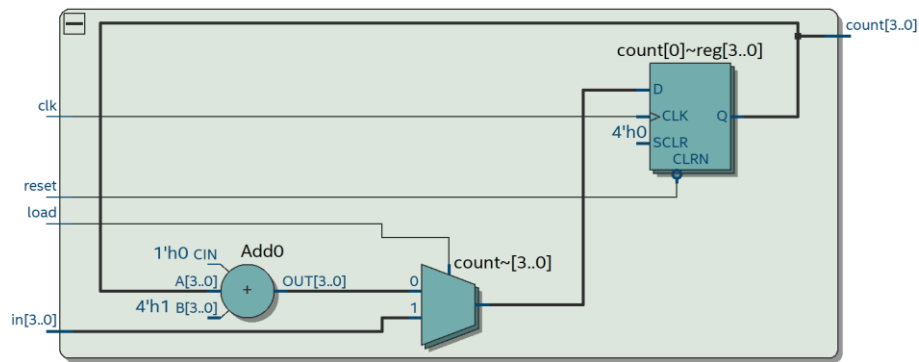 count[3..0]
count[0]~reg[3..0]
D
clk
CLK
Q
4'h0
SCLR
CLRN
reset
load
1'h0 CIN
Add0
count~[3..0]
A[3..0]
+
OUT[3..0]
0
4'h1 B[3..0]
1
in[3..0]